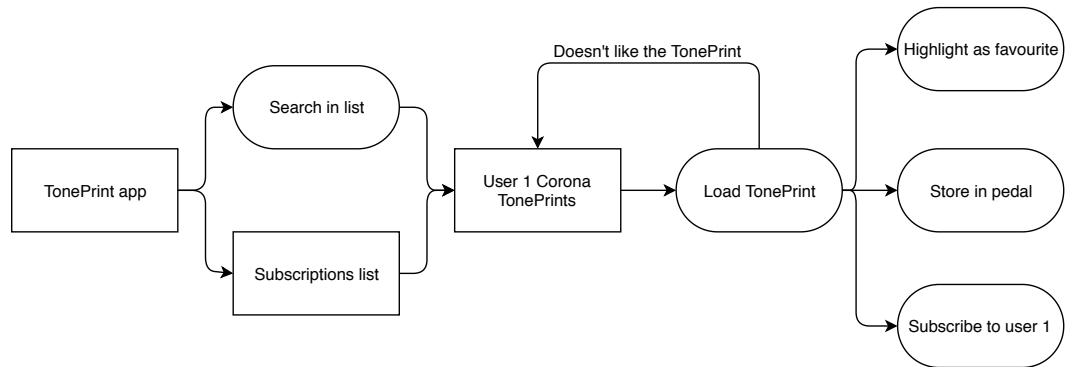 TonePrint app
Search in list
Subscriptions list
Doesn't like the TonePrint
User 1 Corona
TonePrints
Load TonePrint
Highlight as favourite
Store in pedal
Subscribe to user 1